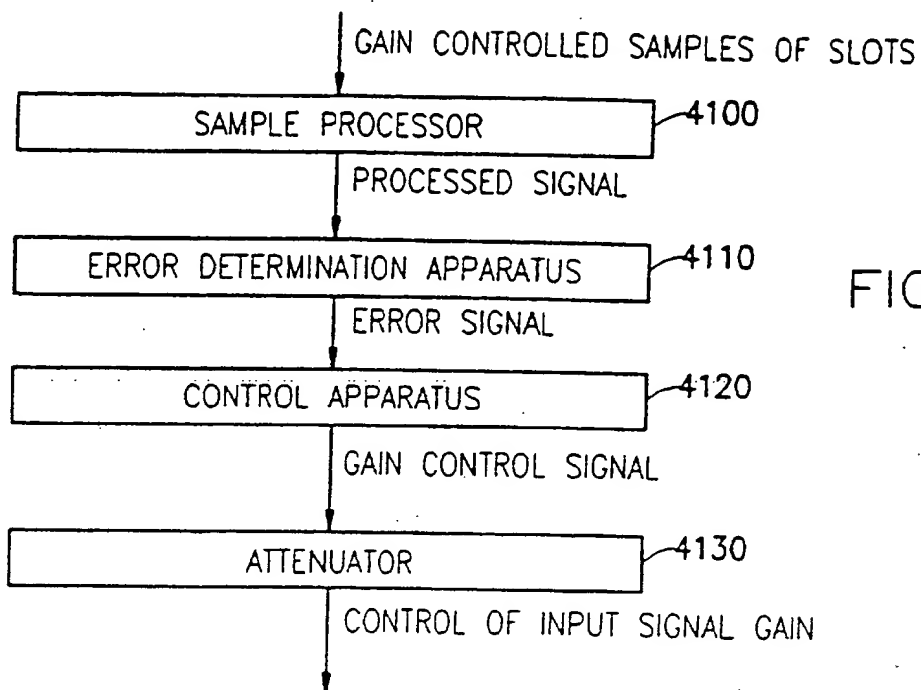 GAIN CONTROLLED SAMPLES OF SLOTS
SAMPLE PROCESSOR
4100
PROCESSED SIGNAL
ERROR DETERMINATION APPARATUS
4110
ERROR SIGNAL
CONTROL APPARATUS
4120
GAIN CONTROL SIGNAL
ATTENUATOR
4130
CONTROL OF INPUT SIGNAL GAIN